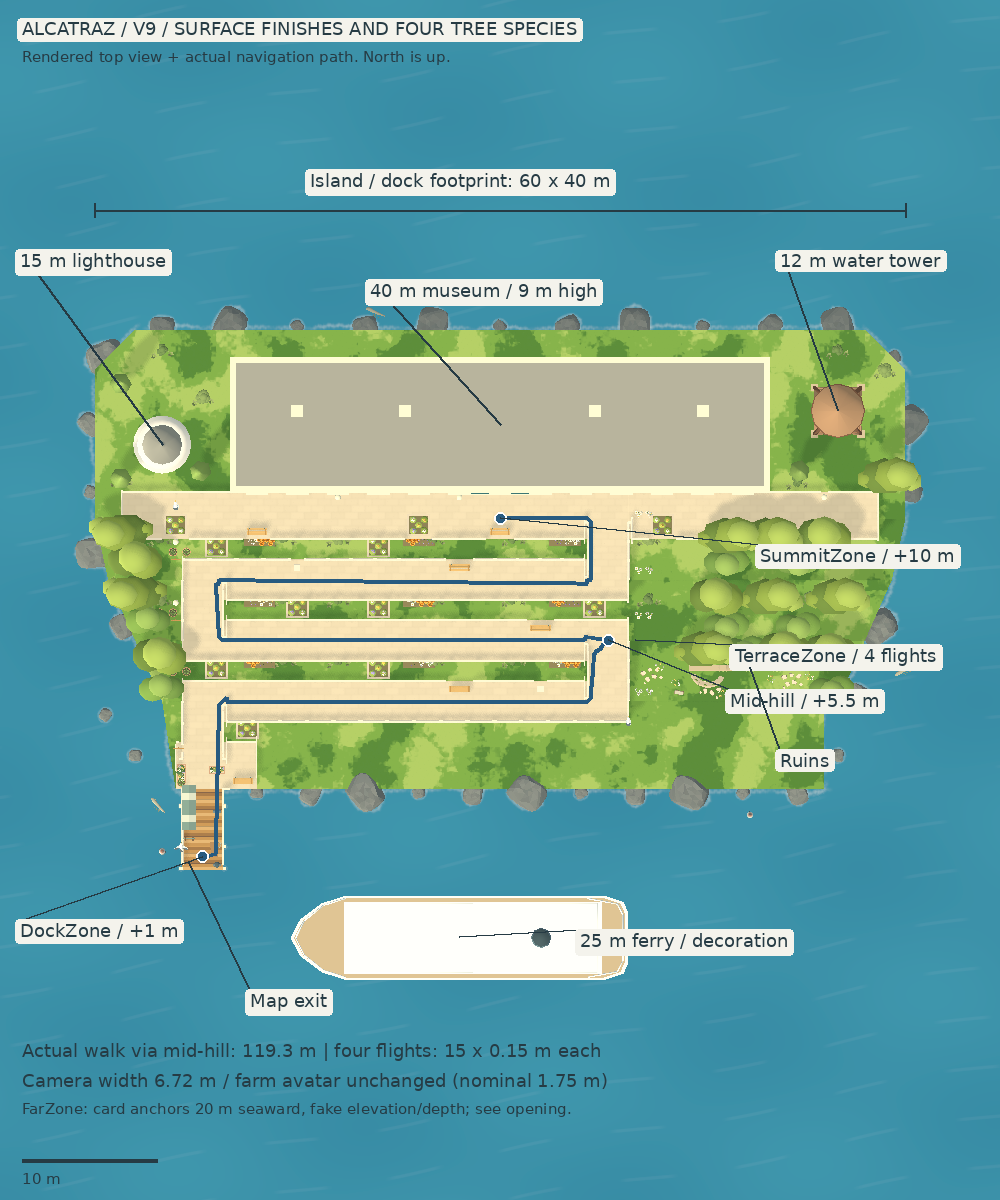 ALCATRAZ / V9 / SURFACE FINISHES AND FOUR TREE SPECIES
Rendered top view + actual navigation path. North is up.
Island / dock footprint: 60 x 40 m
15 m lighthouse
12 m water tower
40 m museum / 9 m high
SummitZone / +10 m
TerraceZone / 4 flights
Mid-hill / +5.5 m
Ruins
DockZone / +1 m
25 m ferry / decoration
Map exit
Actual walk via mid-hill: 119.3 m | four flights: 15 x 0.15 m each
Camera width 6.72 m / farm avatar unchanged (nominal 1.75 m)
FarZone: card anchors 20 m seaward, fake elevation/depth; see opening.
10 m